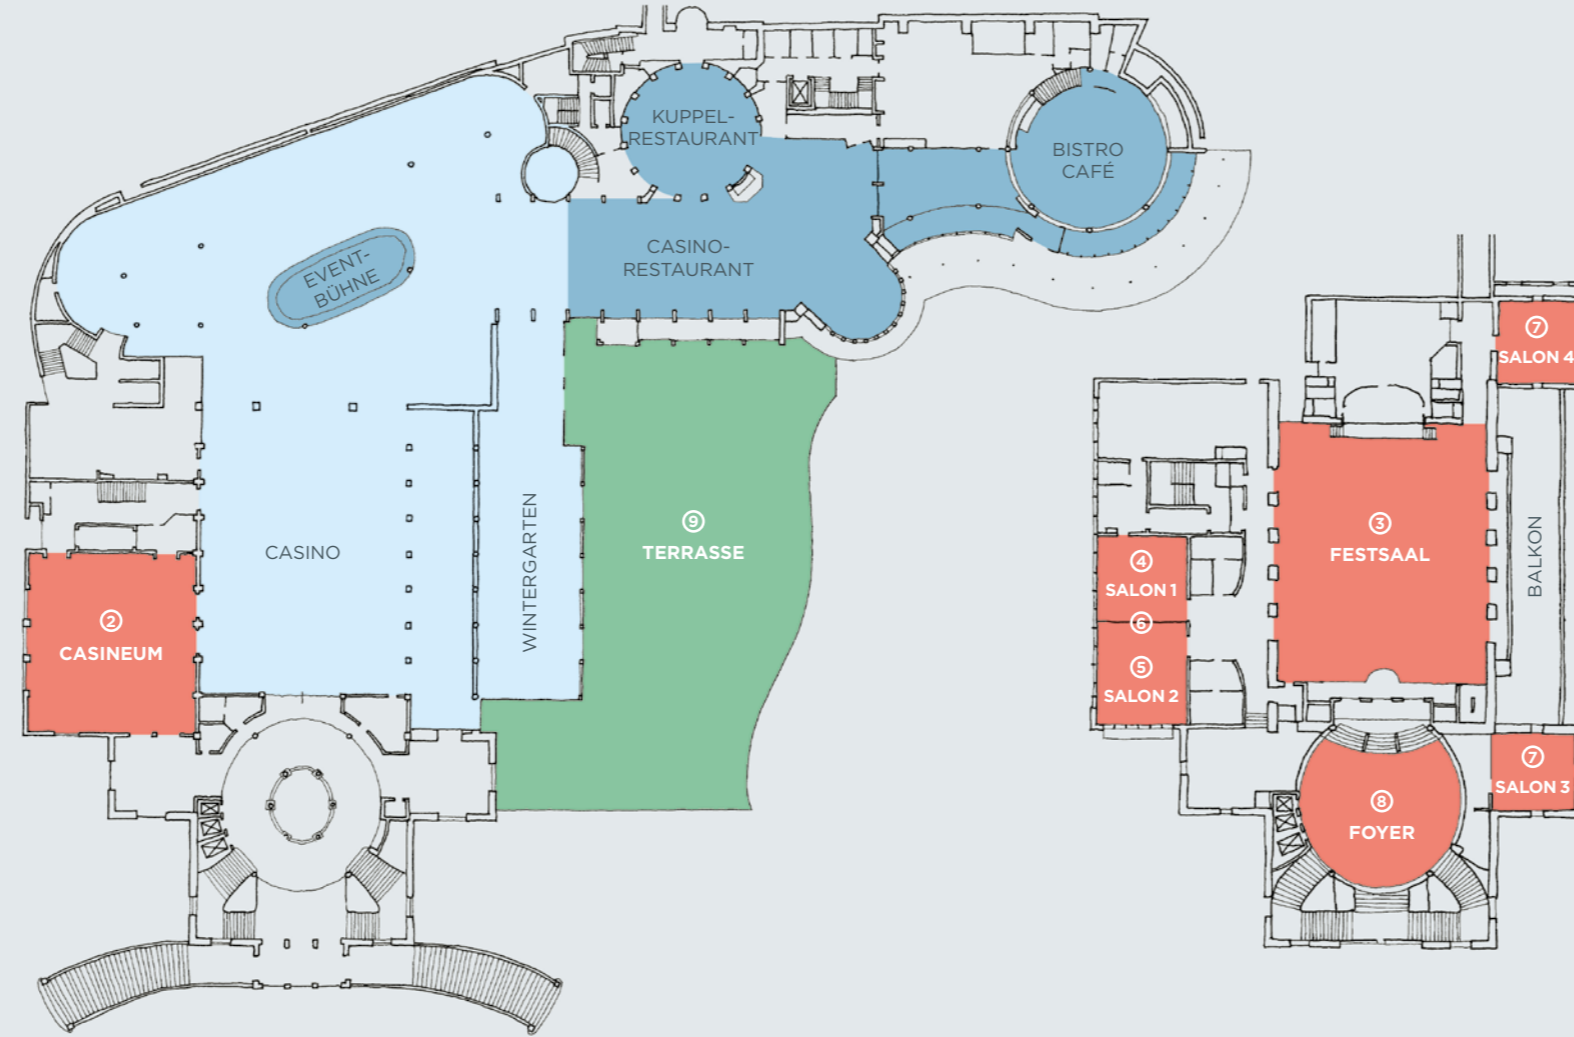 KUPPEL-
RESTAURANT
BISTRO
CAFÉ
CASINO-
RESTAURANT
EVENT-
BÜHNE
CASINO
WINTERGARTEN
⑨
TERRASSE
②
CASINEUM
⑦
SALON 4
③
FESTSAAL
BALKON
④
SALON 1
⑥
⑤
SALON 2
⑦
SALON 3
⑧
FOYER